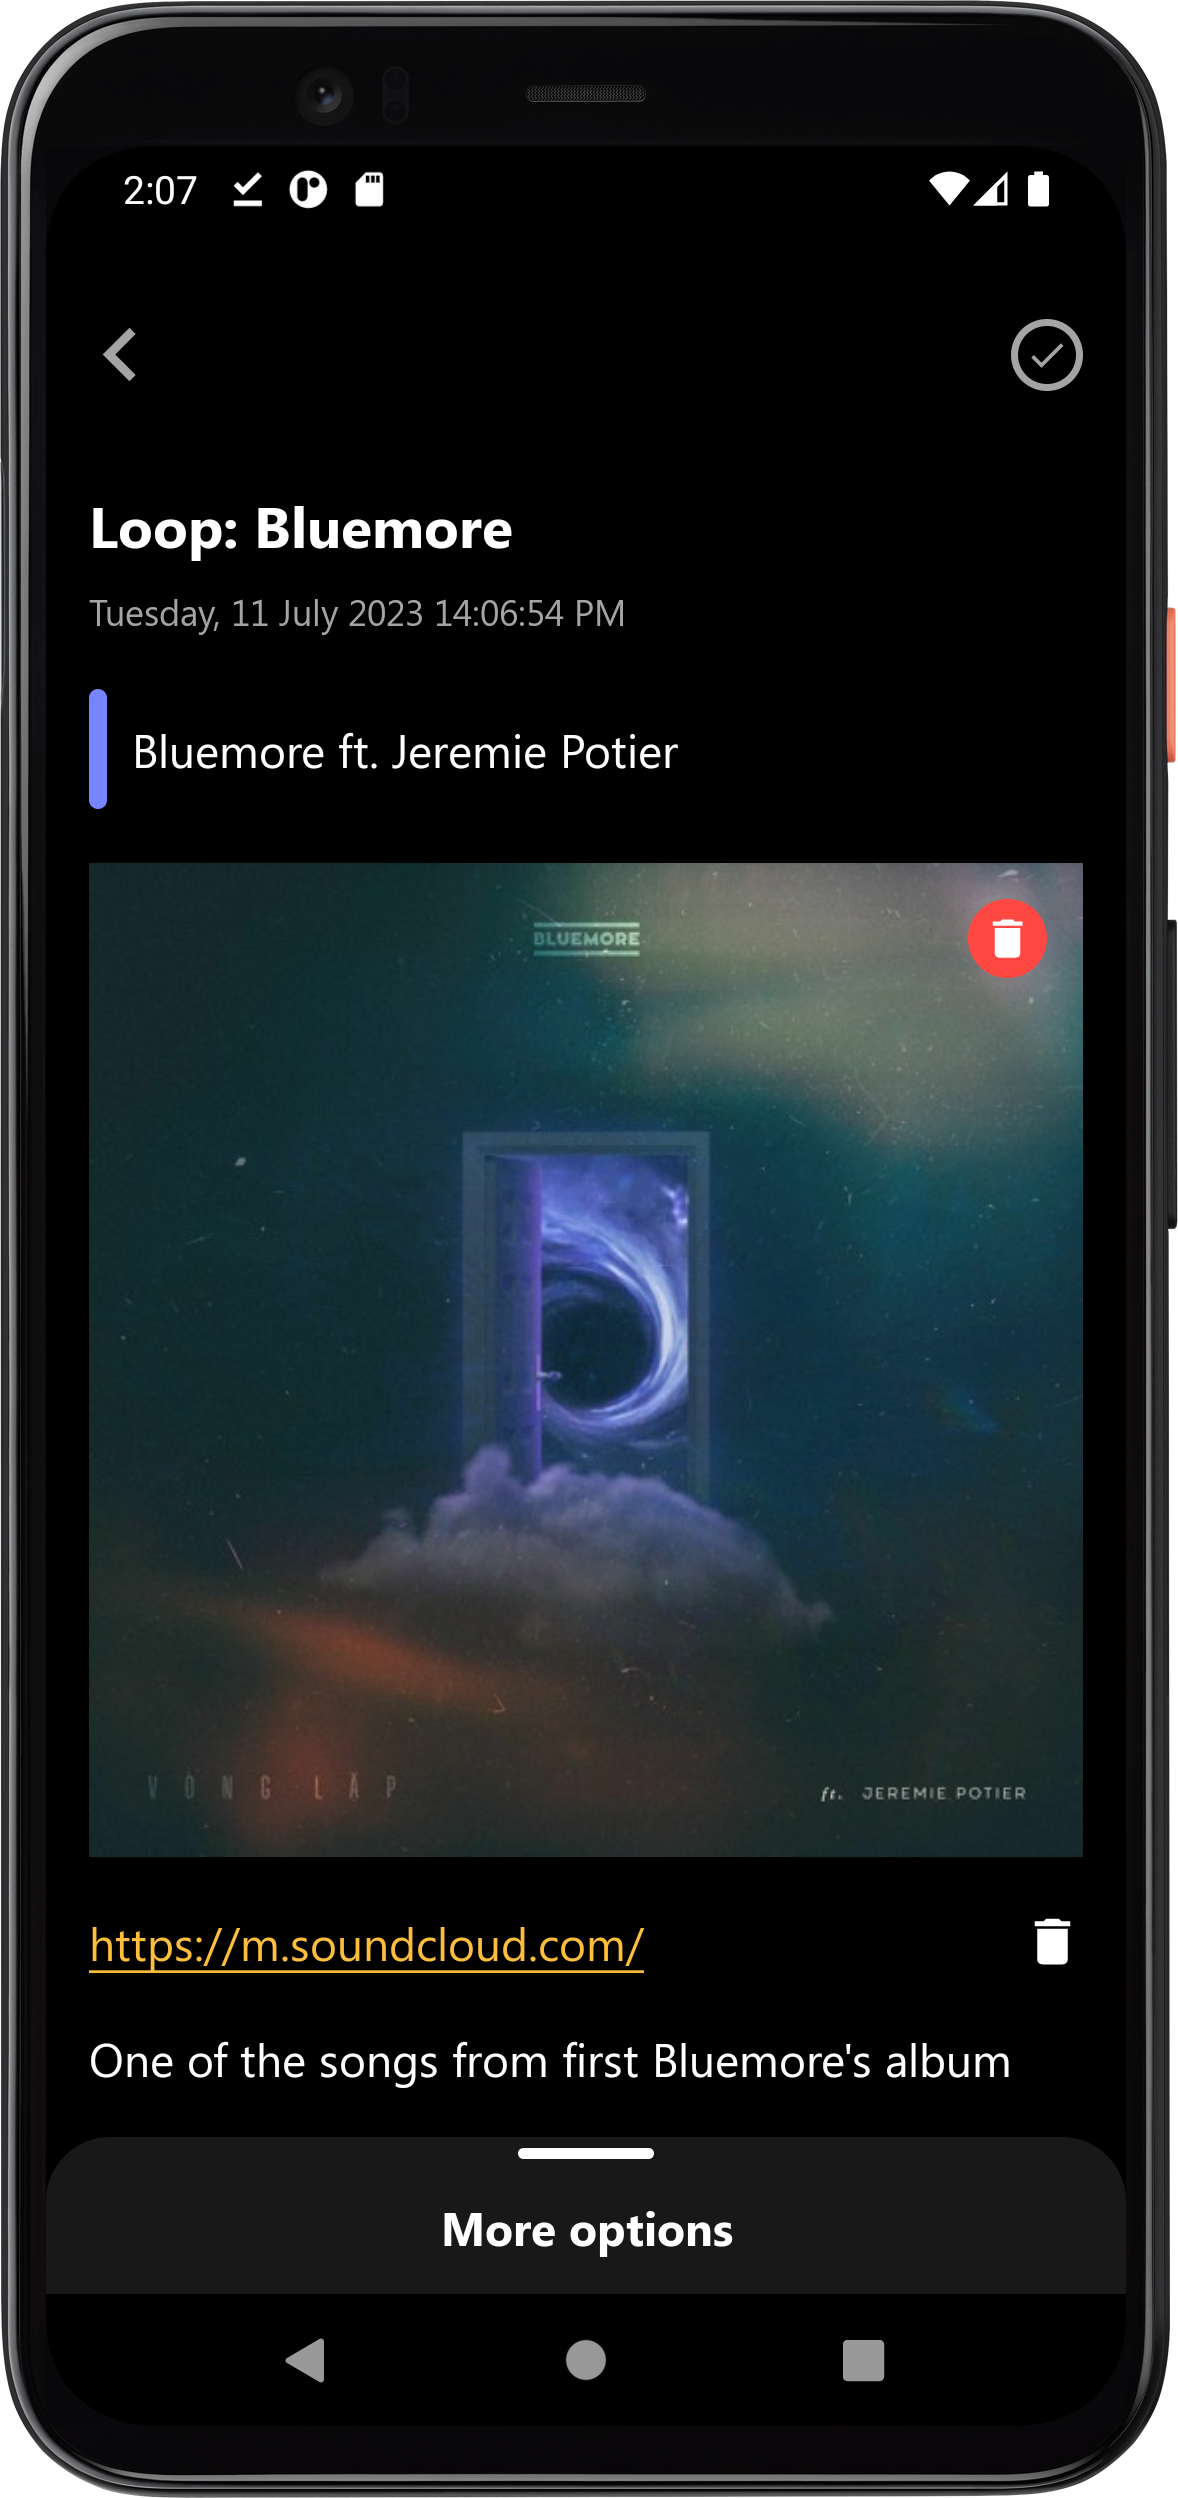 2:07
Loop: Bluemore
Tuesday, 11 July 2023 14:06:54 PM
Bluemore ft. Jeremie Potier
BLUEMORE
VÒNG LẶP
ft. JEREMIE POTIER
https://m.soundcloud.com/
One of the songs from first Bluemore's album
More options